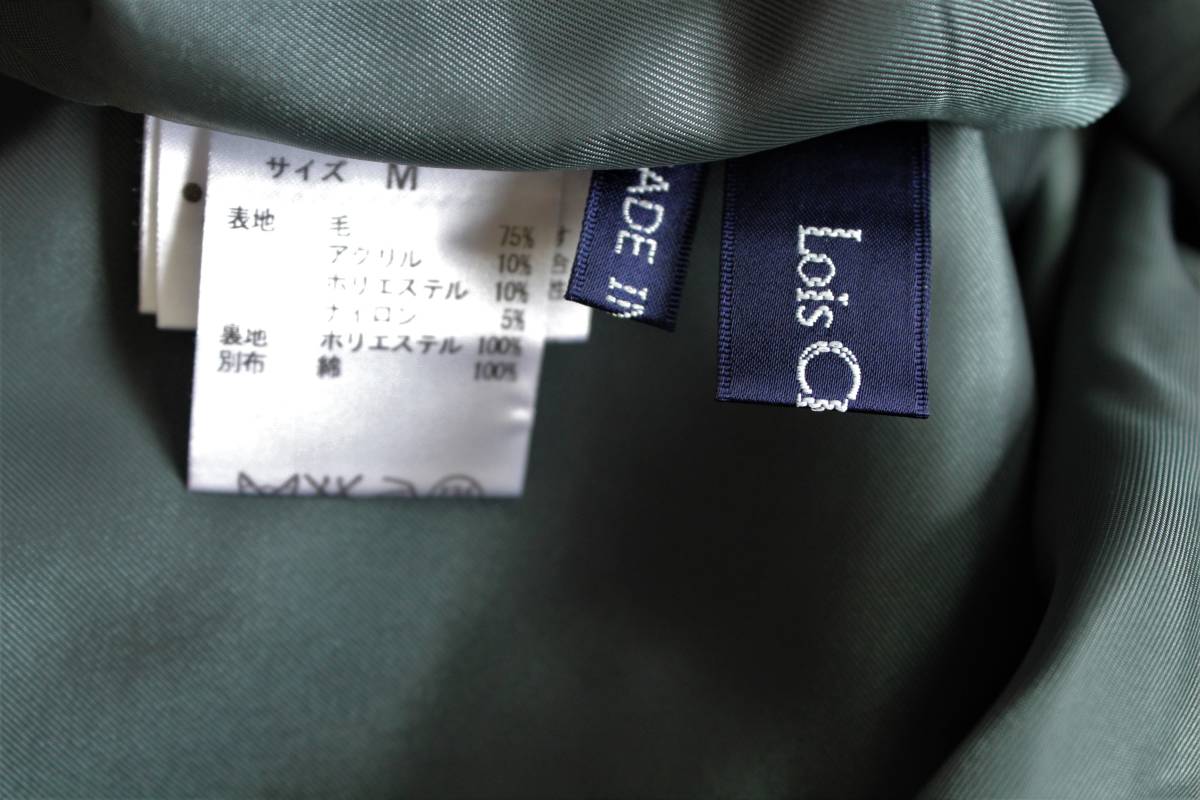 サイズ M
表地 毛 75%
アクリル 10%
ポリエステル 10%
ナイロン 5%
裏地 ポリエステル 100%
別布 綿 100%
ADE IN
Lois C